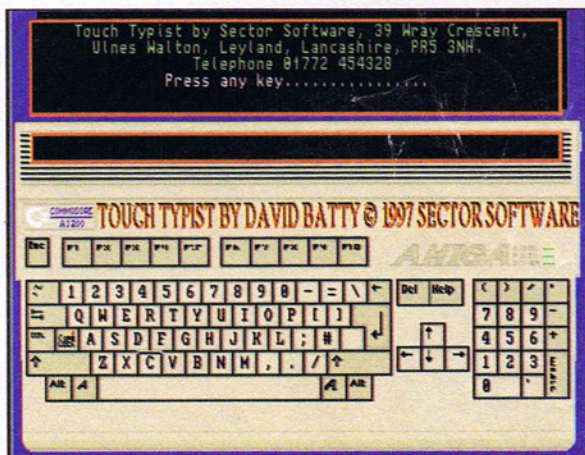 Touch Typist by Sector Software, 39 Wray Crescent,
Ulnes Walton, Leyland, Lancashire, PR5 3NH.
Telephone 01772 454328
Press any key................
COMMODORE
A1200
TOUCH TYPIST BY DAVID BATTY © 1997 SECTOR SOFTWARE
Esc F1 F2 F3 F4 F5 F6 F7 F8 F9 F10
AMIGA
~ 1 2 3 4 5 6 7 8 9 0 - = \ ←
Q W E R T Y U I O P [ ]
A S D F G H J K L ; #
Z X C V B N M , . /
Alt A A Alt
Del Help
↑
← ↓ →
( ) / *
7 8 9 -
4 5 6 +
1 2 3 Enter
0 .